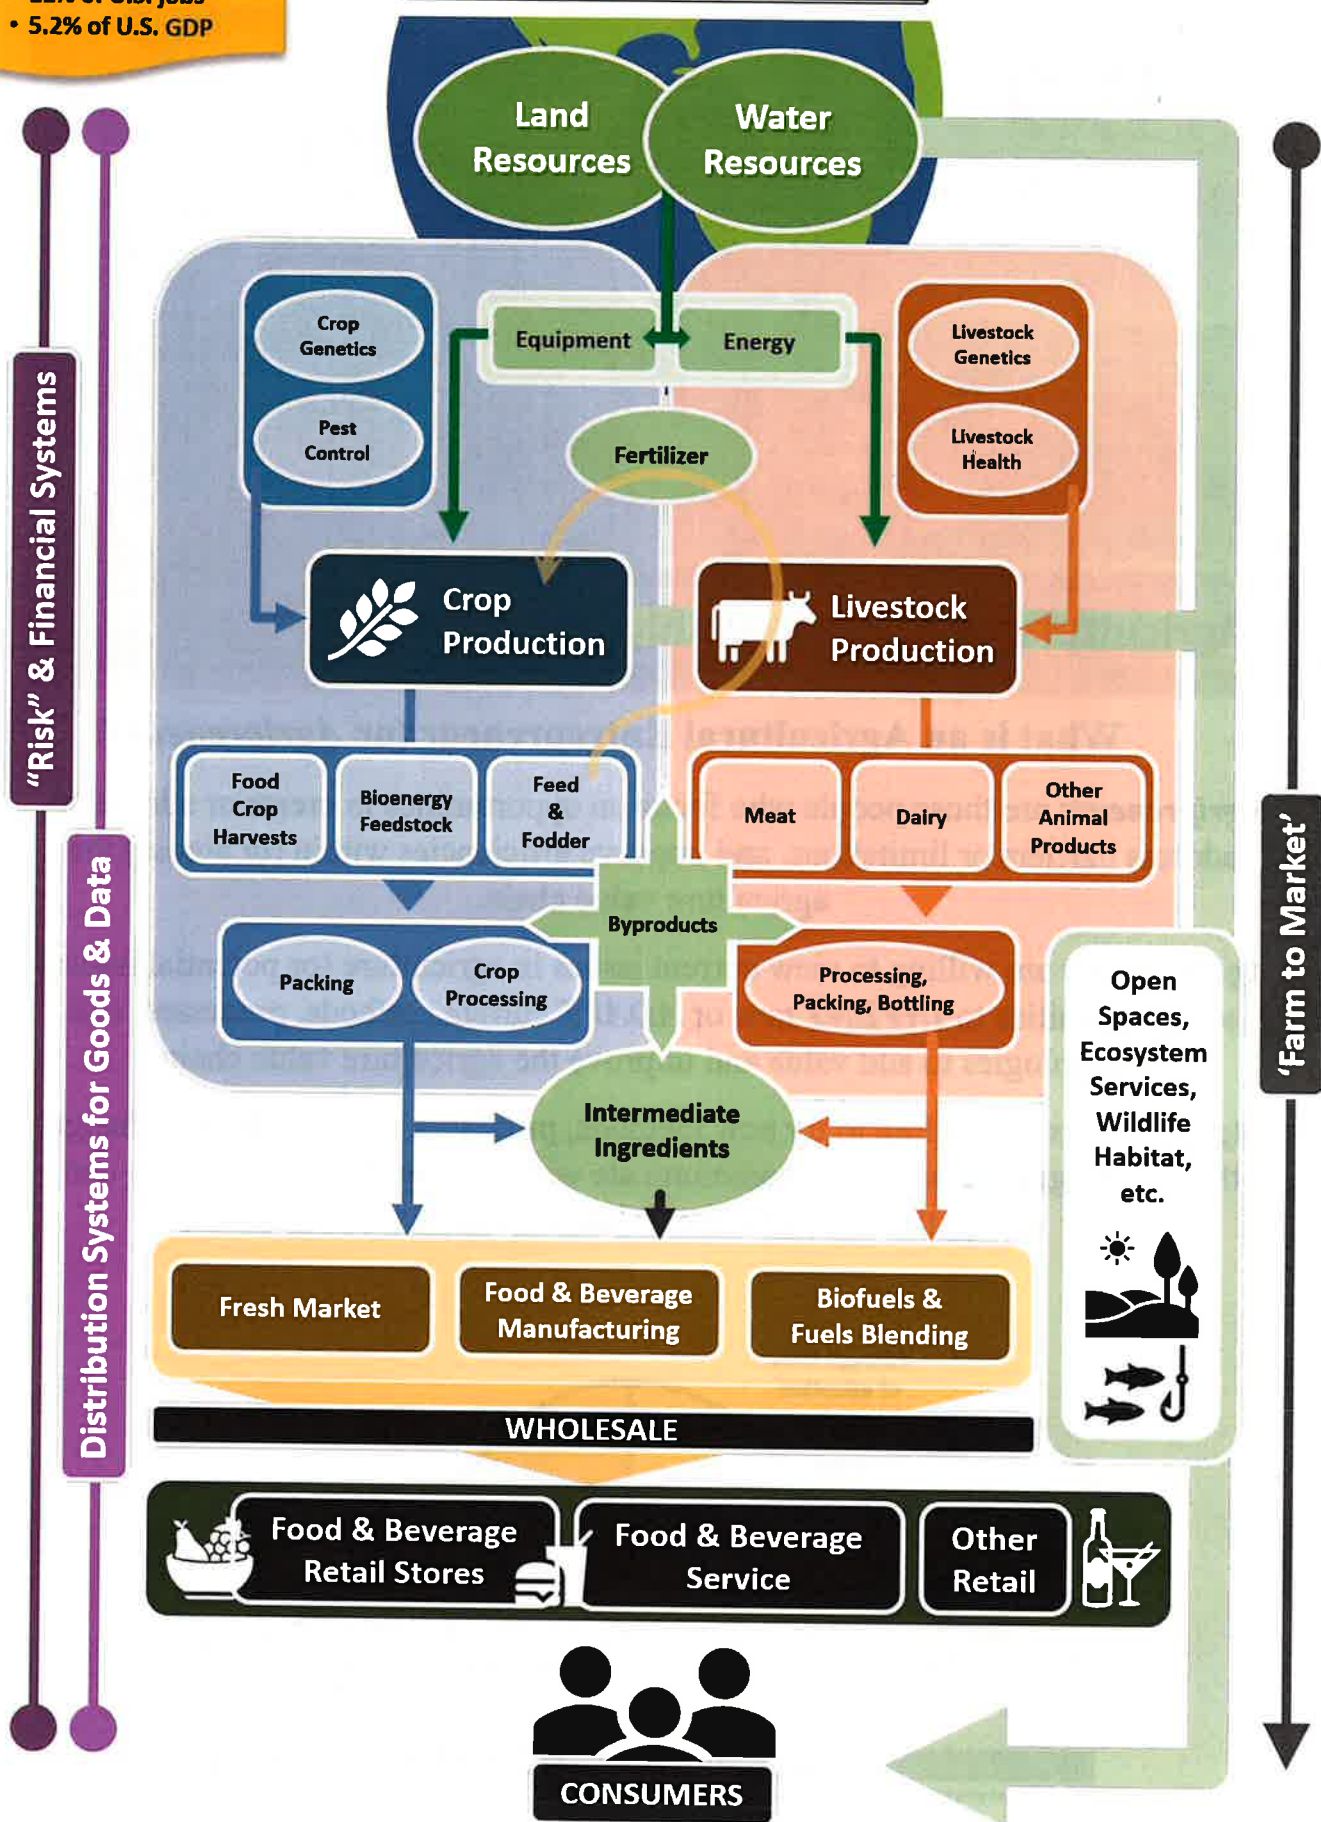 • 5.2% of U.S. GDP
Land
Resources
Water
Resources
Crop
Genetics
Pest
Control
Equipment
Energy
Livestock
Genetics
Livestock
Health
Fertilizer
Crop
Production
Livestock
Production
What is an Agricultural
Food
Crop
Harvests
Bioenergy
Feedstock
Feed
&
Fodder
Meat
Dairy
Other
Animal
Products
Byproducts
Packing
Crop
Processing
Processing,
Packing, Bottling
Intermediate
Ingredients
Open
Spaces,
Ecosystem
Services,
Wildlife
Habitat,
etc.
Fresh Market
Food & Beverage
Manufacturing
Biofuels &
Fuels Blending
WHOLESALE
Food & Beverage
Retail Stores
Food & Beverage
Service
Other
Retail
CONSUMERS
"Risk" & Financial Systems
Distribution Systems for Goods & Data
'Farm to Market'